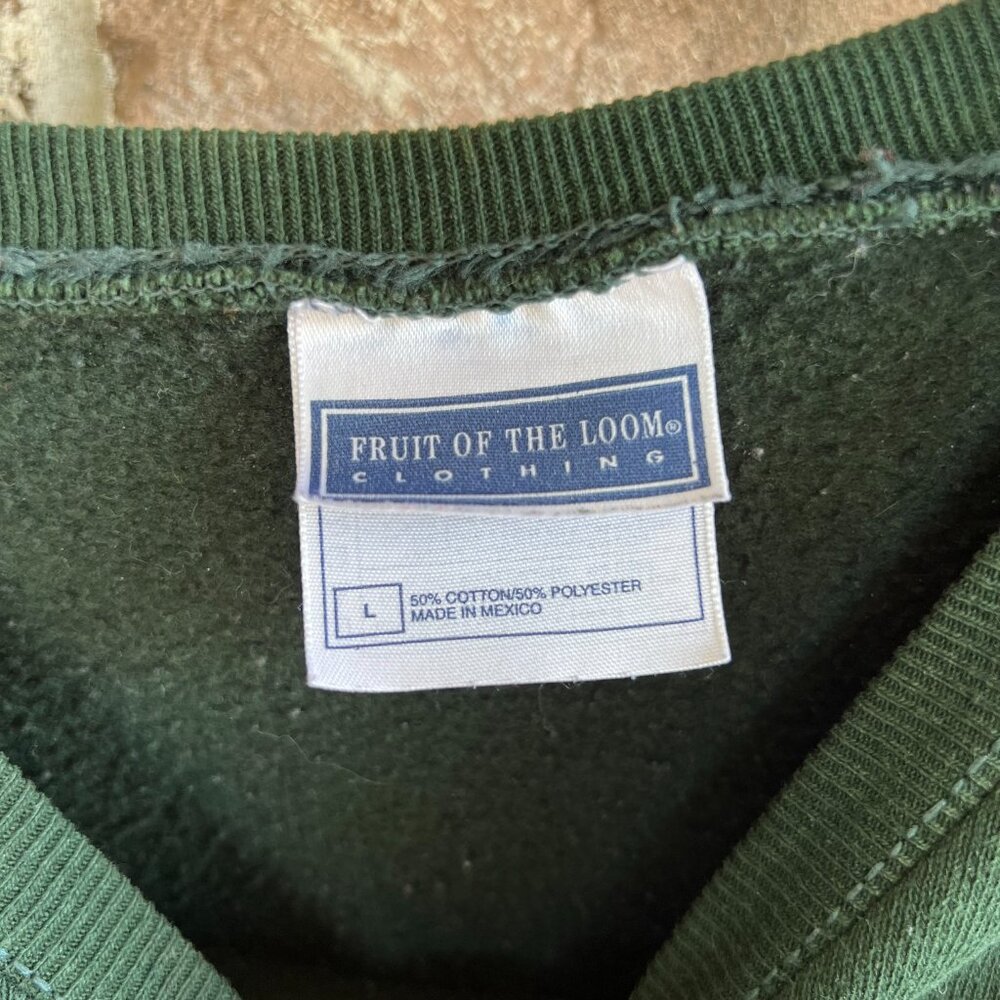 FRUIT OF THE LOOM®
CLOTHING
L
50% COTTON/50% POLYESTER
MADE IN MEXICO